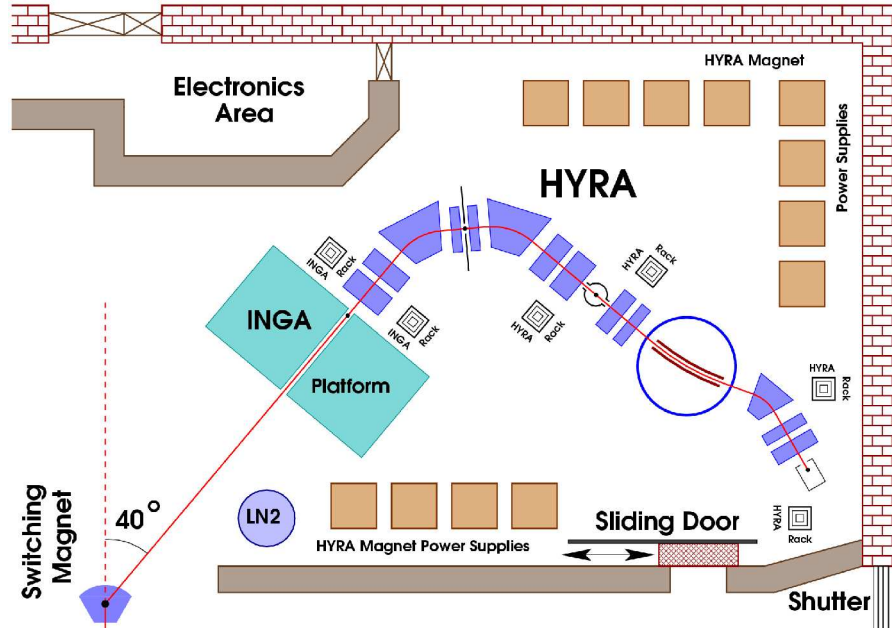 HYRA Magnet
Electronics
Area
Power Supplies
HYRA
INGA
Rack
HYRA
Rack
INGA
INGA
Rack
HYRA
Rack
Platform
HYRA
Rack
Switching
Magnet
40°
LN2
HYRA
Rack
Sliding Door
HYRA Magnet Power Supplies
Shutter